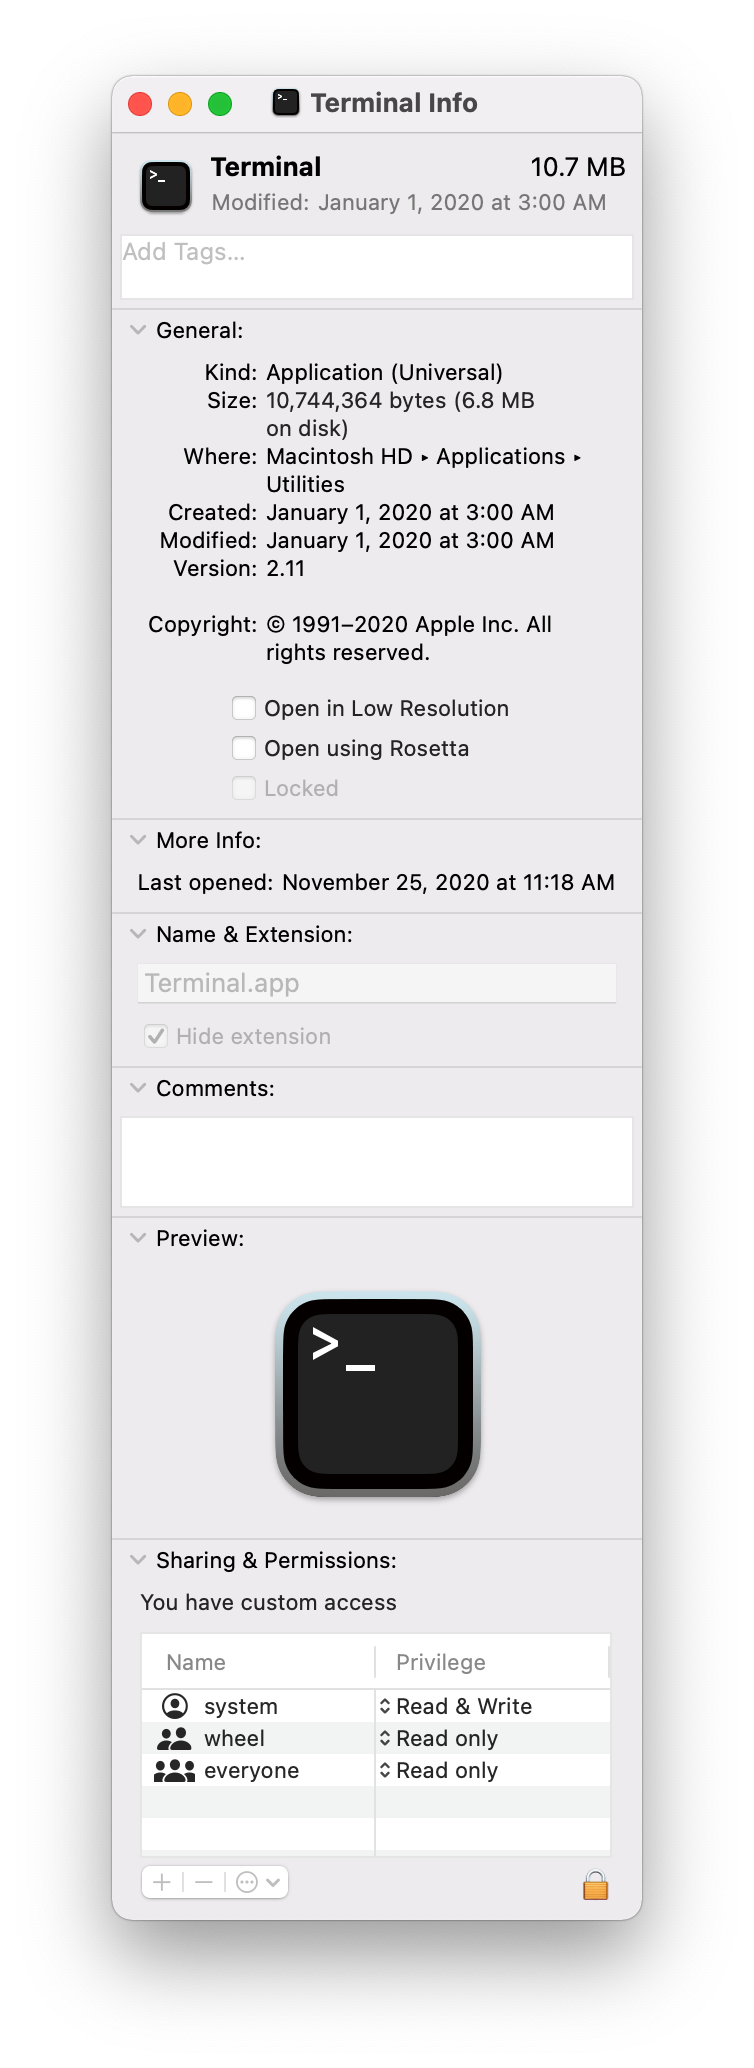 Terminal Info
Terminal 10.7 MB
Modified: January 1, 2020 at 3:00 AM
Add Tags...
General:
Kind: Application (Universal)
Size: 10,744,364 bytes (6.8 MB
on disk)
Where: Macintosh HD ▸ Applications ▸
Utilities
Created: January 1, 2020 at 3:00 AM
Modified: January 1, 2020 at 3:00 AM
Version: 2.11
Copyright: © 1991–2020 Apple Inc. All
rights reserved.
Open in Low Resolution
Open using Rosetta
Locked
More Info:
Last opened: November 25, 2020 at 11:18 AM
Name & Extension:
Terminal.app
Hide extension
Comments:
Preview:
>_
Sharing & Permissions:
You have custom access
Name Privilege
system Read & Write
wheel Read only
everyone Read only